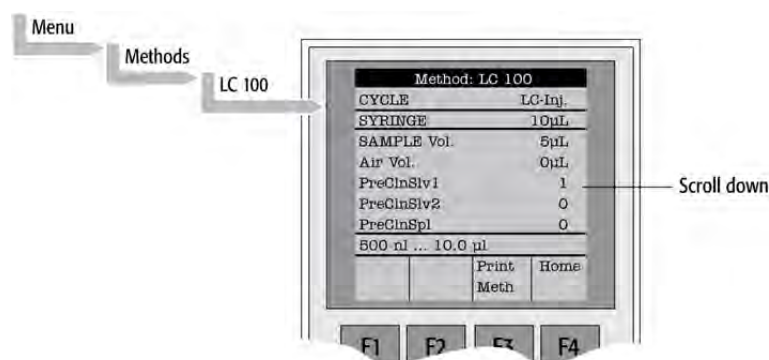 Menu
Methods
LC 100
Method: LC 100
CYCLE LC-Inj.
SYRINGE 10µL
SAMPLE Vol. 5µL
Air Vol. 0µL
PreClnSlv1 1
Scroll down
PreClnSlv2 0
PreClnSpl 0
500 nl ... 10.0 µl
Print Home
Meth
F1 F2 F3 F4